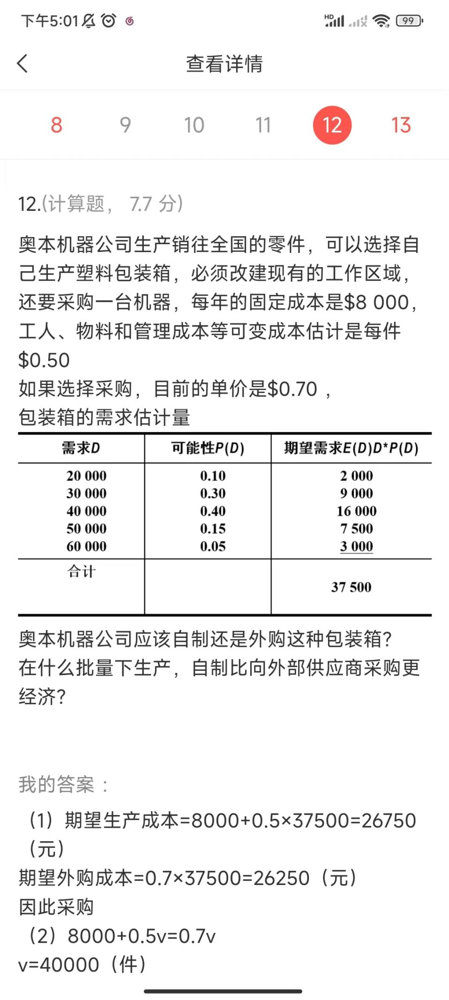 下午5:01
HD
99
查看详情
8 9 10 11 12 13
12.(计算题， 7.7 分)
奥本机器公司生产销往全国的零件，可以选择自
己生产塑料包装箱，必须改建现有的工作区域，
还要采购一台机器，每年的固定成本是$8 000，
工人、物料和管理成本等可变成本估计是每件
$0.50
如果选择采购，目前的单价是$0.70 ，
包装箱的需求估计量
需求D 可能性P(D) 期望需求E(D)D*P(D)
20 000 0.10 2 000
30 000 0.30 9 000
40 000 0.40 16 000
50 000 0.15 7 500
60 000 0.05 3 000
合计
37 500
奥本机器公司应该自制还是外购这种包装箱？
在什么批量下生产，自制比向外部供应商采购更
经济？
我的答案：
（1）期望生产成本=8000+0.5×37500=26750
（元）
期望外购成本=0.7×37500=26250（元）
因此采购
（2）8000+0.5v=0.7v
v=40000（件）